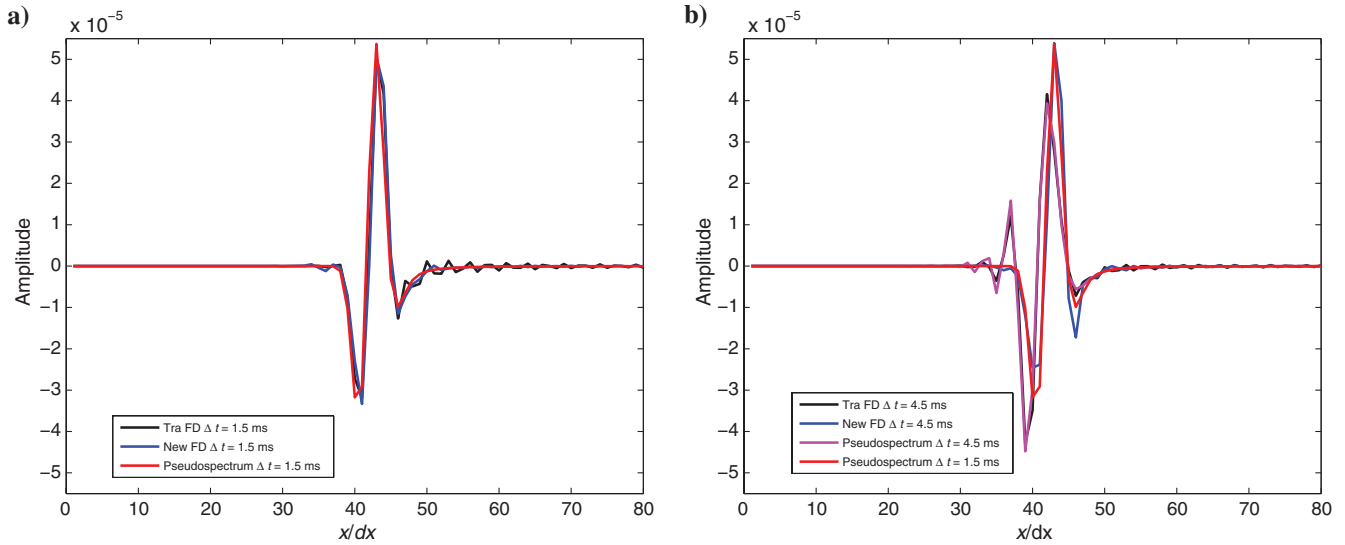 a)
x 10⁻⁵
5
4
3
2
1
0
−1
−2
−3
−4
−5
Amplitude
0 10 20 30 40 50 60 70 80
x/dx
Tra FD Δ t = 1.5 ms
New FD Δ t = 1.5 ms
Pseudospectrum Δ t = 1.5 ms
b)
x 10⁻⁵
5
4
3
2
1
0
−1
−2
−3
−4
−5
Amplitude
0 10 20 30 40 50 60 70 80
x/dx
Tra FD Δ t = 4.5 ms
New FD Δ t = 4.5 ms
Pseudospectrum Δ t = 4.5 ms
Pseudospectrum Δ t = 1.5 ms